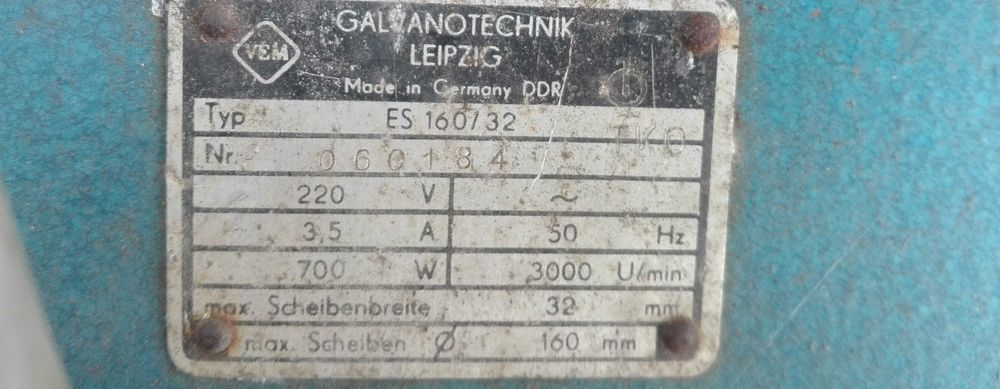 VEM
GALVANOTECHNIK
LEIPZIG
Made in Germany DDR
Typ ES 160/32
TKO
Nr. 060184
220 V ~
3,5 A 50 Hz
700 W 3000 U/min
max. Scheibenbreite 32 mm
max. Scheiben Ø 160 mm